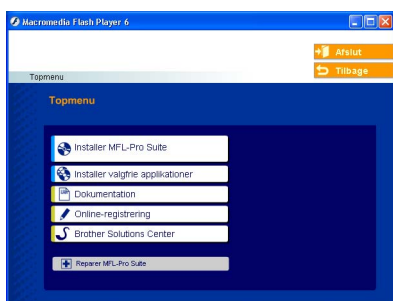 Macromedia Flash Player 6
Afslut
Tilbage
Topmenu
Topmenu
Installer MFL-Pro Suite
Installer valgfrie applikationer
Dokumentation
Online-registrering
Brother Solutions Center
Reparer MFL-Pro Suite